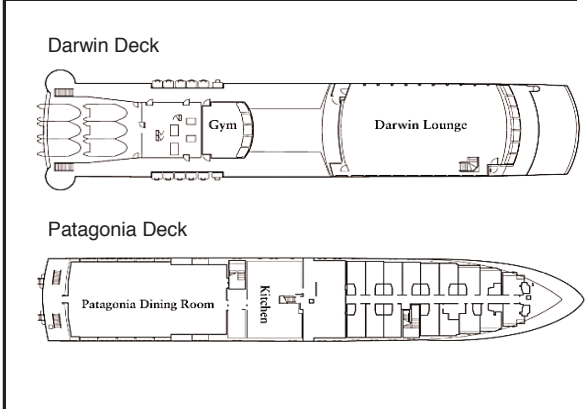 Darwin Deck
Gym
Darwin Lounge
Patagonia Deck
Patagonia Dining Room
Kitchen